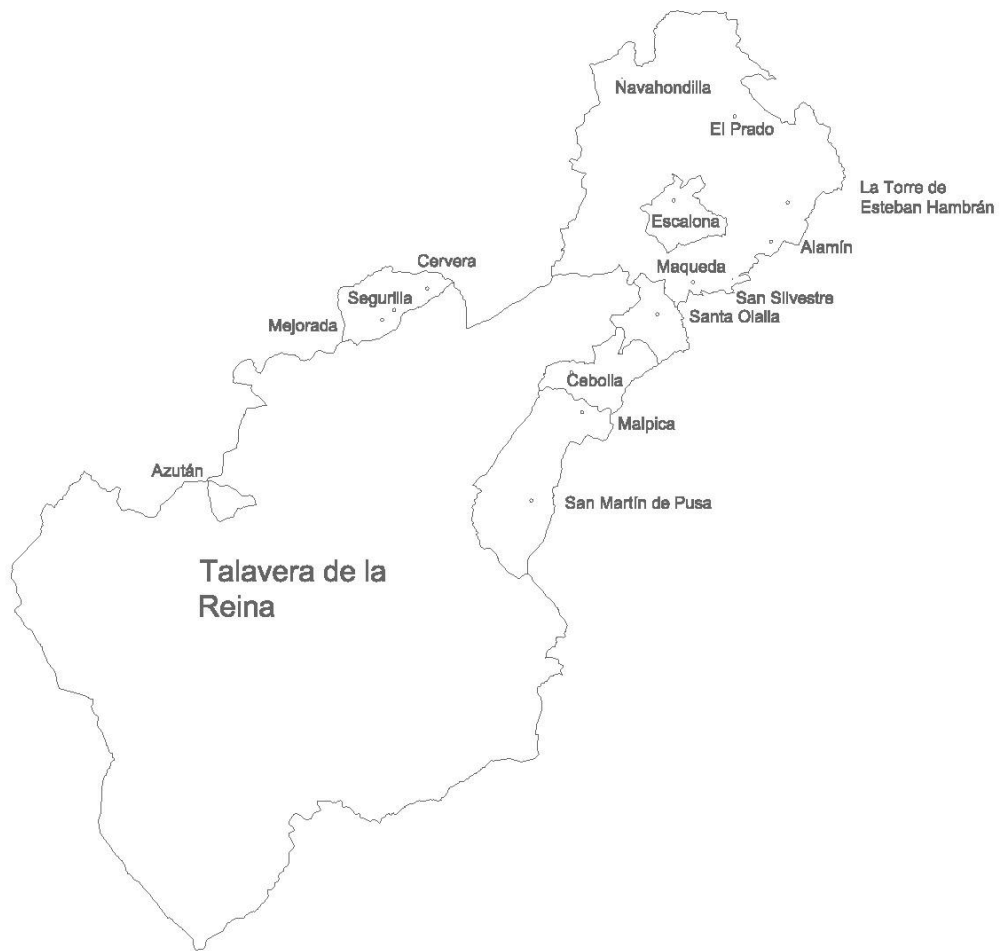 Navahondilla
El Prado
La Torre de
Esteban Hambrán
Escalona
Alamín
Cervera
Maqueda
Segurilla
San Silvestre
Santa Olalla
Mejorada
Cebolla
Malpica
Azután
San Martín de Pusa
Talavera de la
Reina